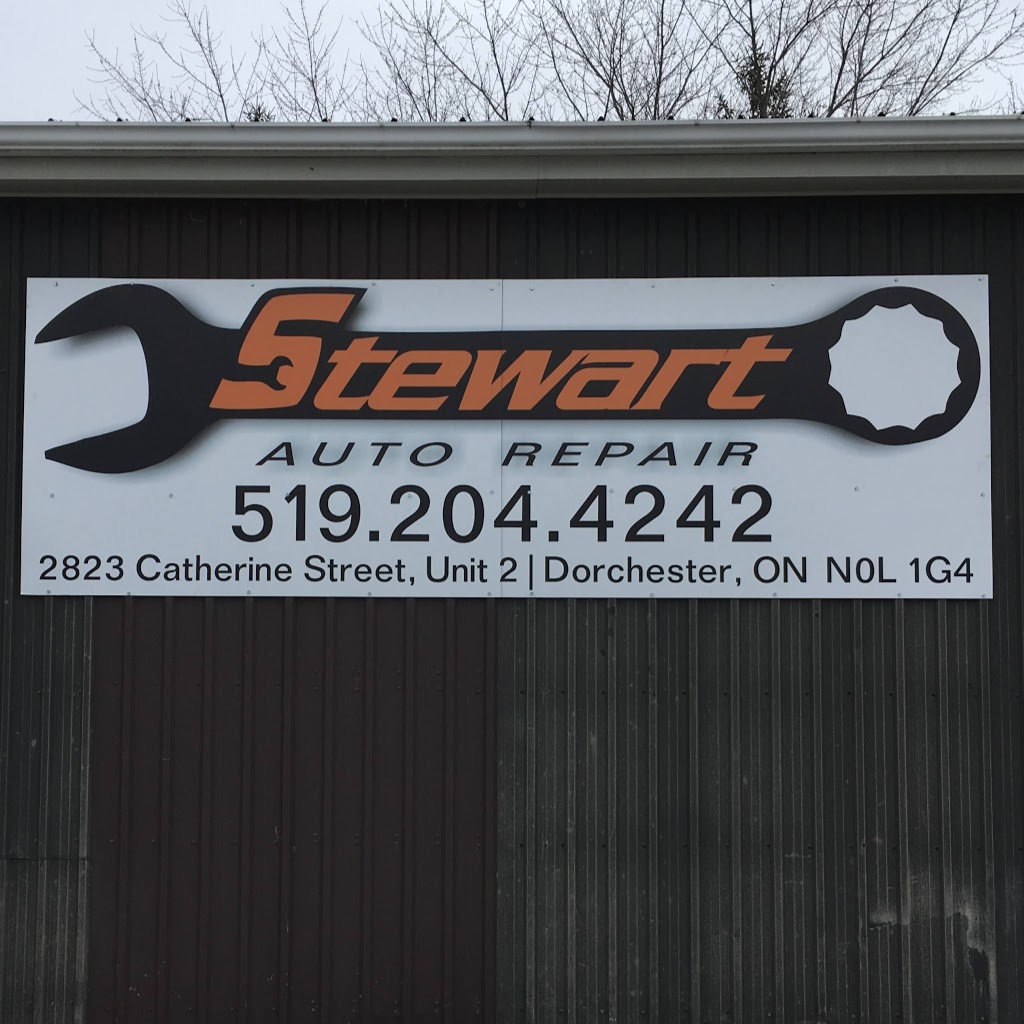 Stewart
AUTO REPAIR
519.204.4242
2823 Catherine Street, Unit 2 | Dorchester, ON N0L 1G4